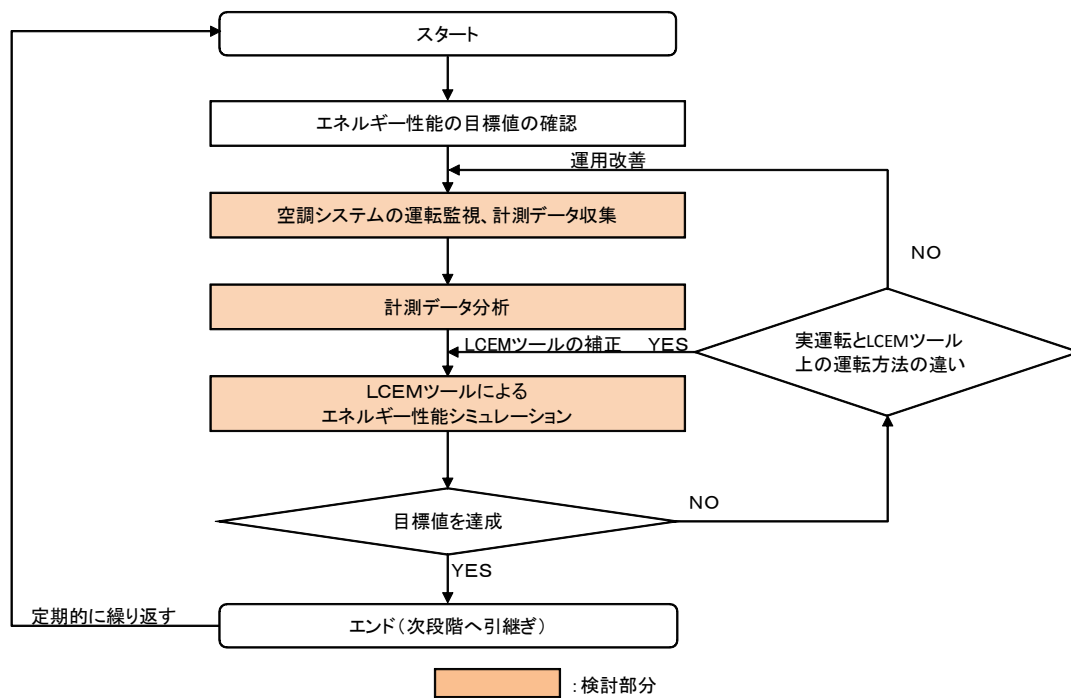 スタート
エネルギー性能の目標値の確認
運用改善
空調システムの運転監視、計測データ収集
NO
計測データ分析
LCEMツールの補正 YES
実運転とLCEMツール
上の運転方法の違い
LCEMツールによる
エネルギー性能シミュレーション
目標値を達成
NO
YES
定期的に繰り返す
エンド(次段階へ引継ぎ)
:検討部分